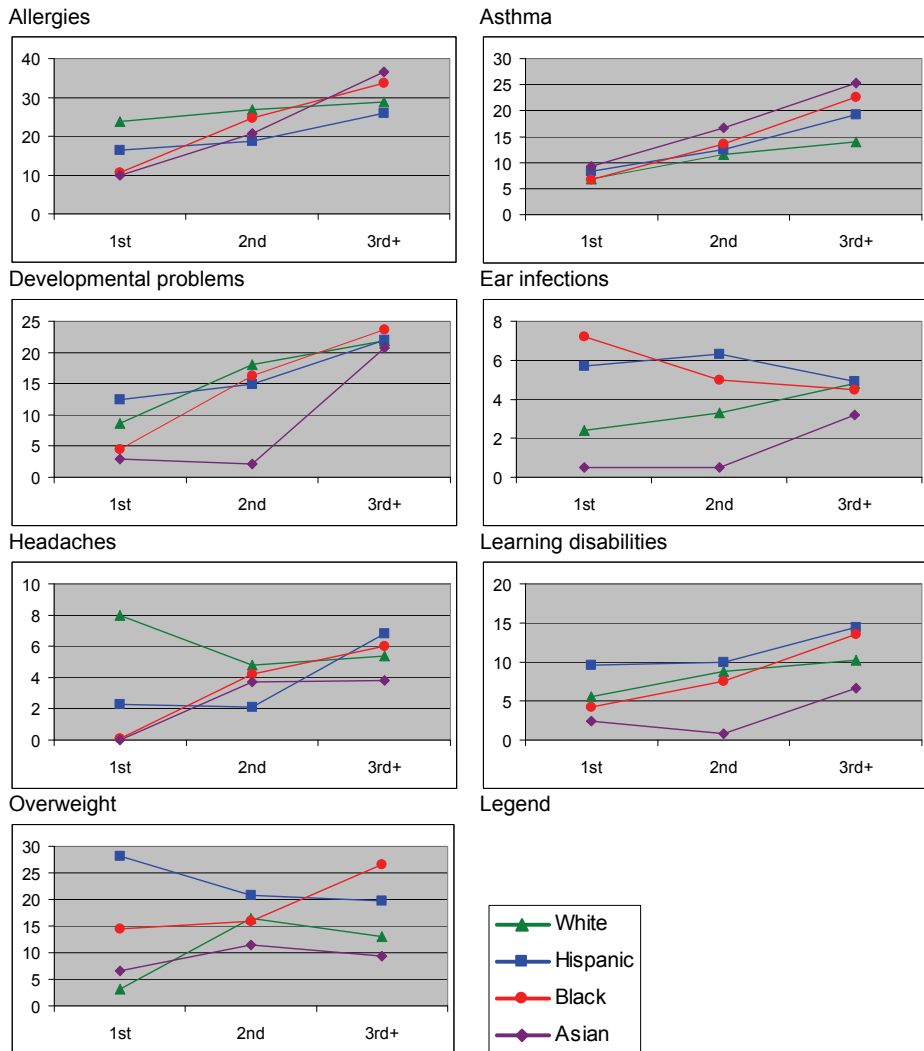 Allergies
40
30
20
10
0
1st 2nd 3rd+
Asthma
30
25
20
15
10
5
0
1st 2nd 3rd+
Developmental problems
25
20
15
10
5
0
1st 2nd 3rd+
Ear infections
8
6
4
2
0
1st 2nd 3rd+
Headaches
10
8
6
4
2
0
1st 2nd 3rd+
Learning disabilities
20
15
10
5
0
1st 2nd 3rd+
Overweight
30
25
20
15
10
5
0
1st 2nd 3rd+
Legend
White
Hispanic
Black
Asian